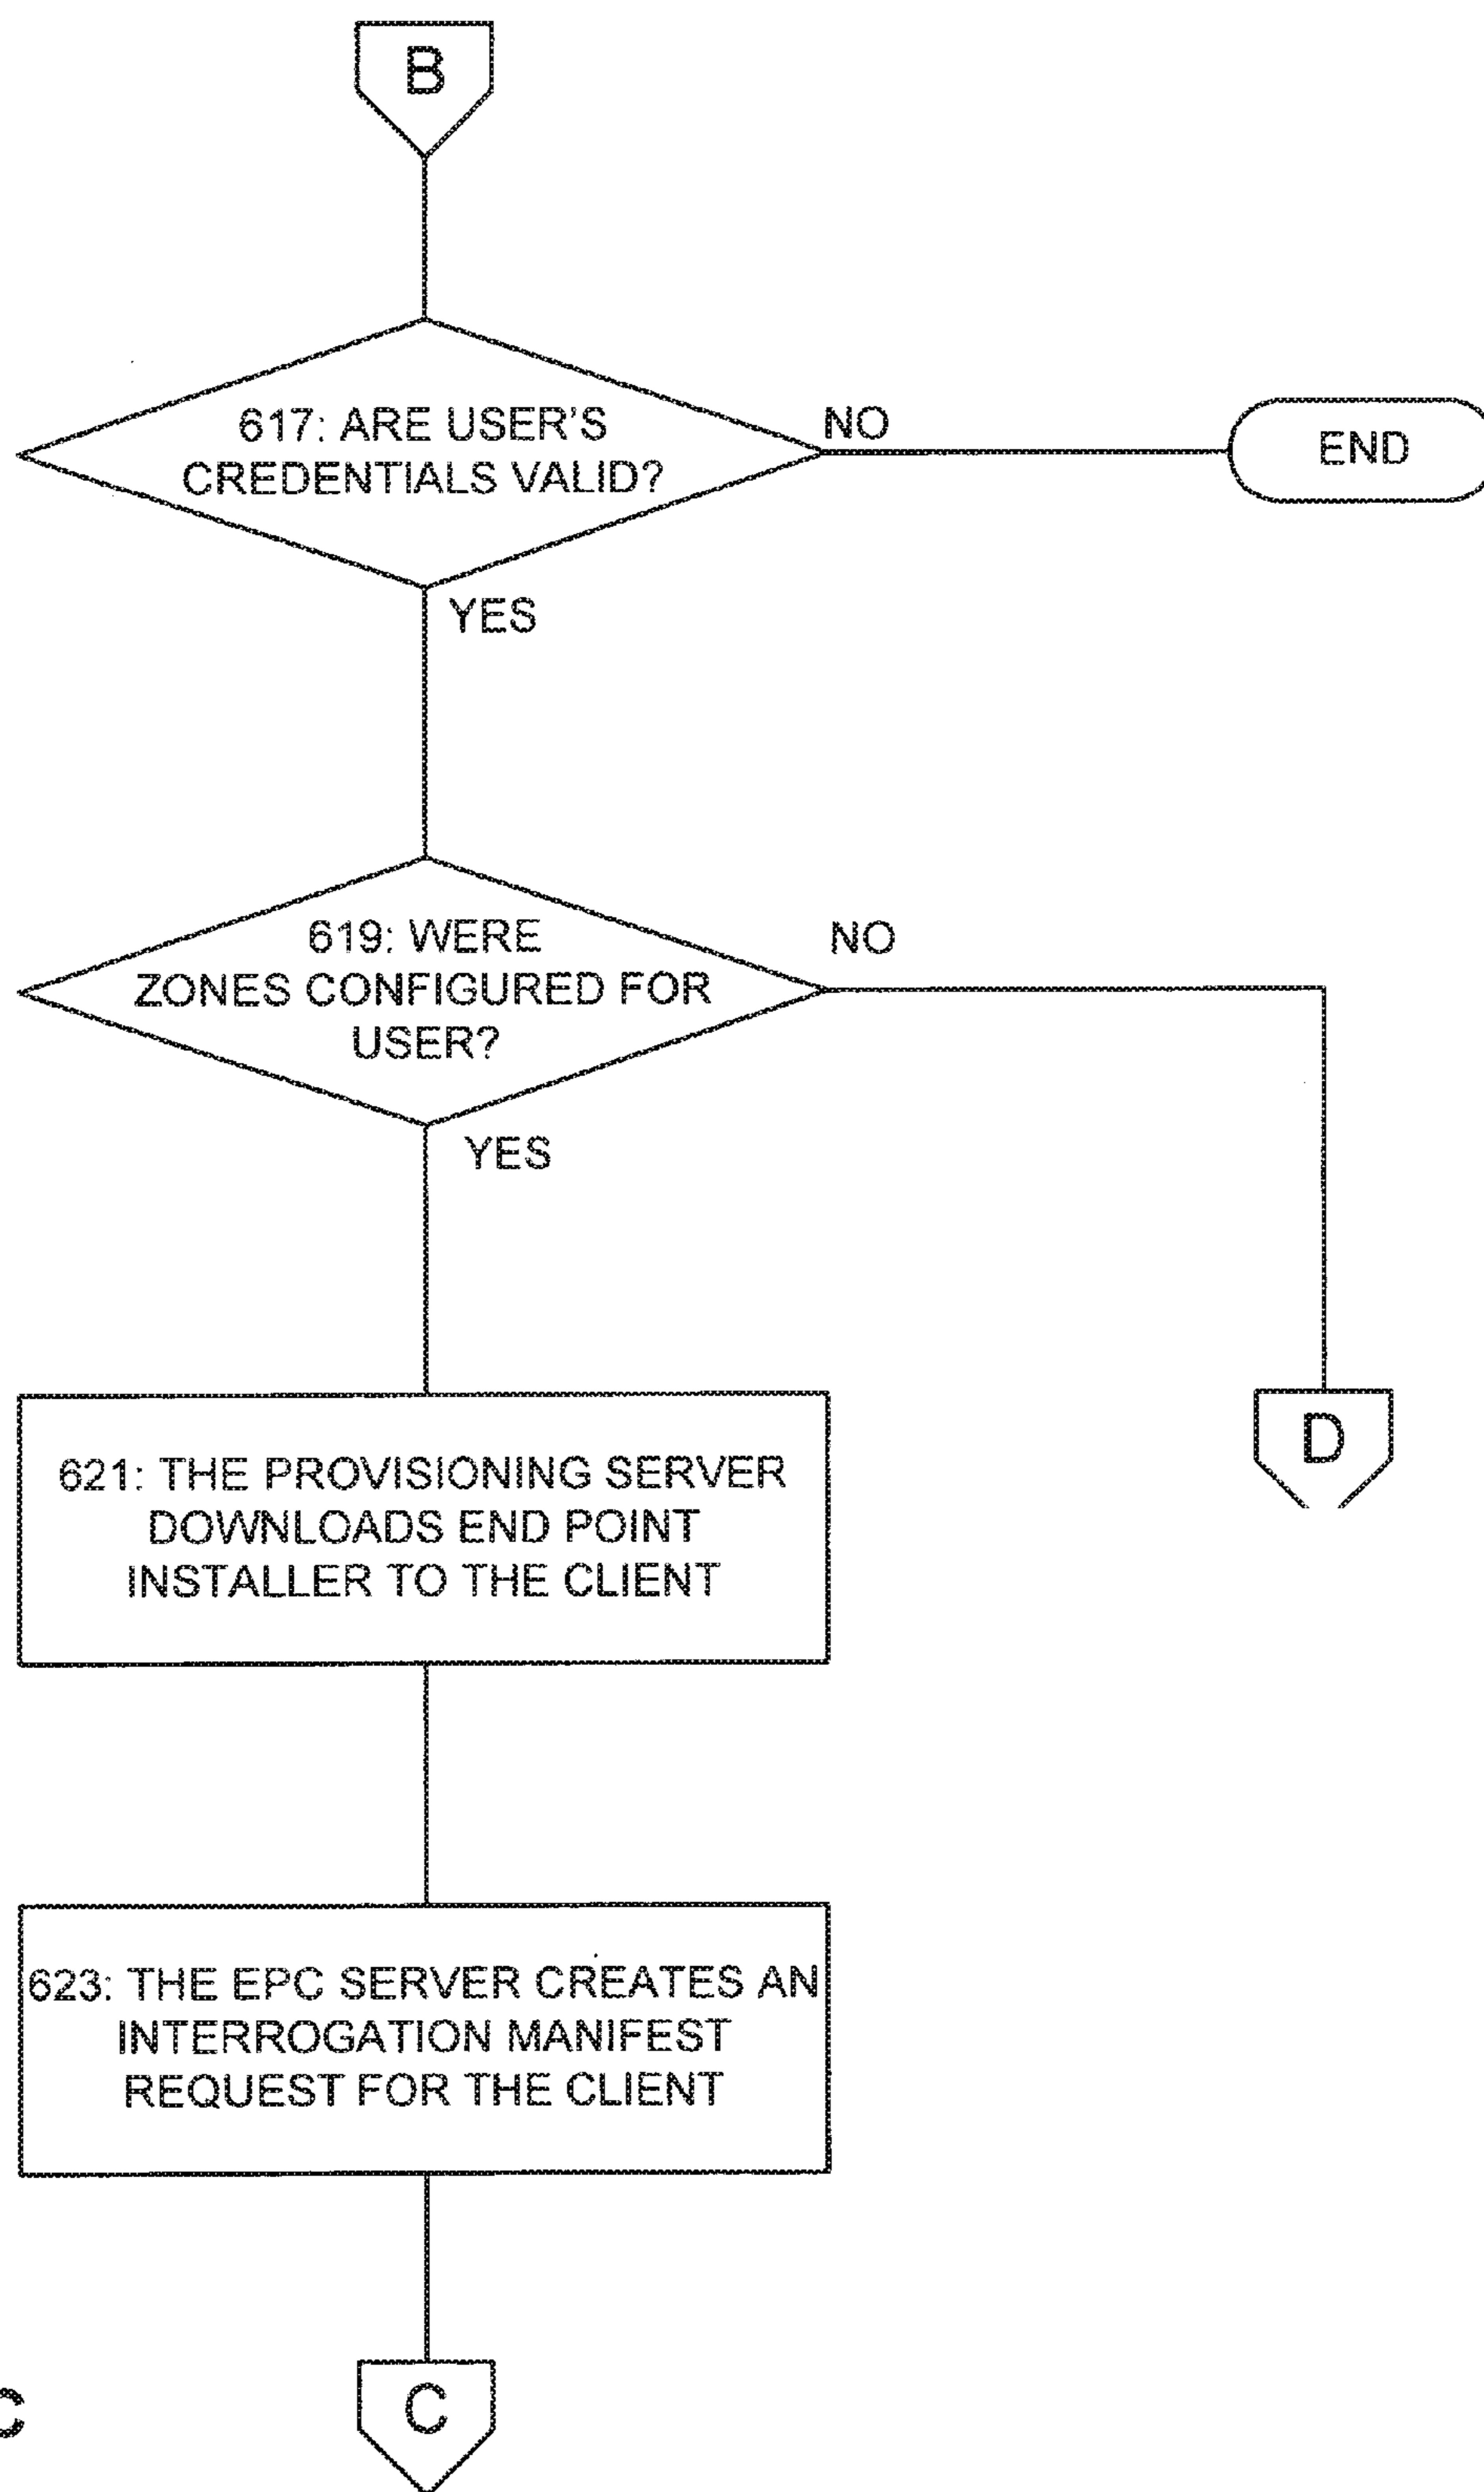 B
617: ARE USER'S
CREDENTIALS VALID?
NO
END
YES
619: WERE
ZONES CONFIGURED FOR
USER?
NO
YES
621: THE PROVISIONING SERVER
DOWNLOADS END POINT
INSTALLER TO THE CLIENT
D
623: THE EPC SERVER CREATES AN
INTERROGATION MANIFEST
REQUEST FOR THE CLIENT
C
C